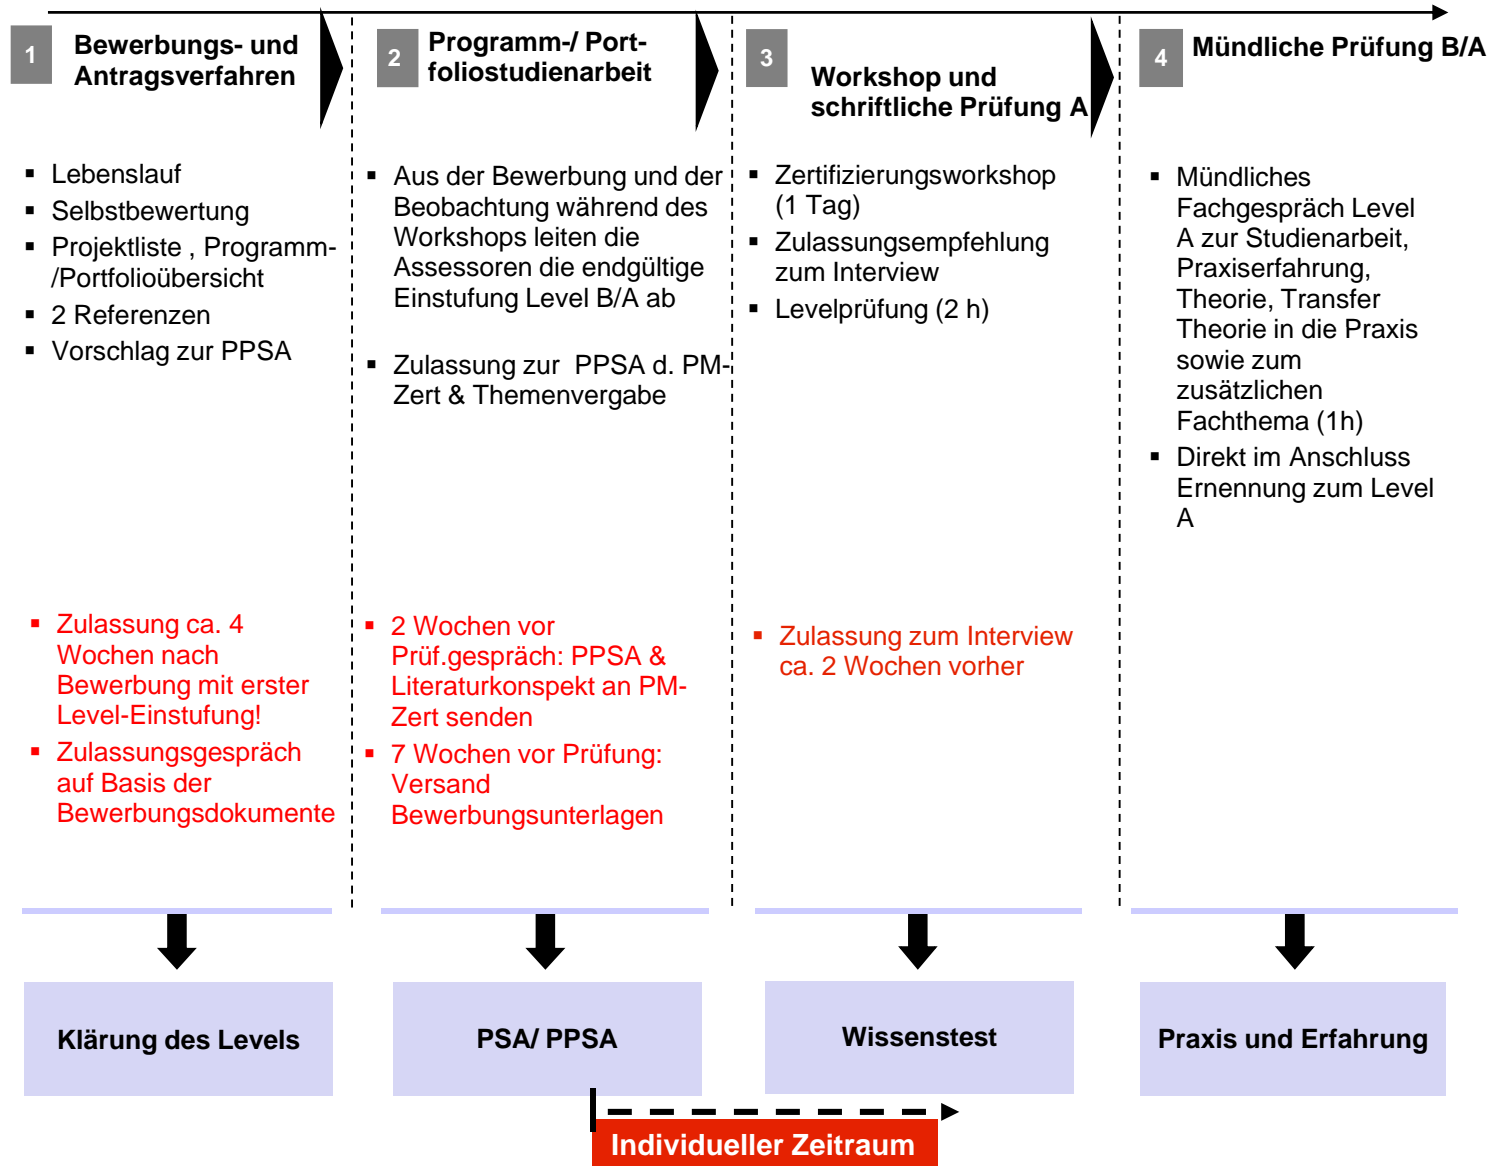 1
Bewerbungs- und
Antragsverfahren
▪ Lebenslauf
▪ Selbstbewertung
▪ Projektliste , Programm-
/Portfolioübersicht
▪ 2 Referenzen
▪ Vorschlag zur PPSA
▪ Zulassung ca. 4
Wochen nach
Bewerbung mit erster
Level-Einstufung!
▪ Zulassungsgespräch
auf Basis der
Bewerbungsdokumente
Klärung des Levels
2
Programm-/ Port-
foliostudienarbeit
▪ Aus der Bewerbung und der
Beobachtung während des
Workshops leiten die
Assessoren die endgültige
Einstufung Level B/A ab
▪ Zulassung zur PPSA d. PM-
Zert & Themenvergabe
▪ 2 Wochen vor
Prüf.gespräch: PPSA &
Literaturkonspekt an PM-
Zert senden
▪ 7 Wochen vor Prüfung:
Versand
Bewerbungsunterlagen
PSA/ PPSA
3
Workshop und
schriftliche Prüfung A
▪ Zertifizierungsworkshop
(1 Tag)
▪ Zulassungsempfehlung
zum Interview
▪ Levelprüfung (2 h)
▪ Zulassung zum Interview
ca. 2 Wochen vorher
Wissenstest
4
Mündliche Prüfung B/A
▪ Mündliches
Fachgespräch Level
A zur Studienarbeit,
Praxiserfahrung,
Theorie, Transfer
Theorie in die Praxis
sowie zum
zusätzlichen
Fachthema (1h)
▪ Direkt im Anschluss
Ernennung zum Level
A
Praxis und Erfahrung
Individueller Zeitraum